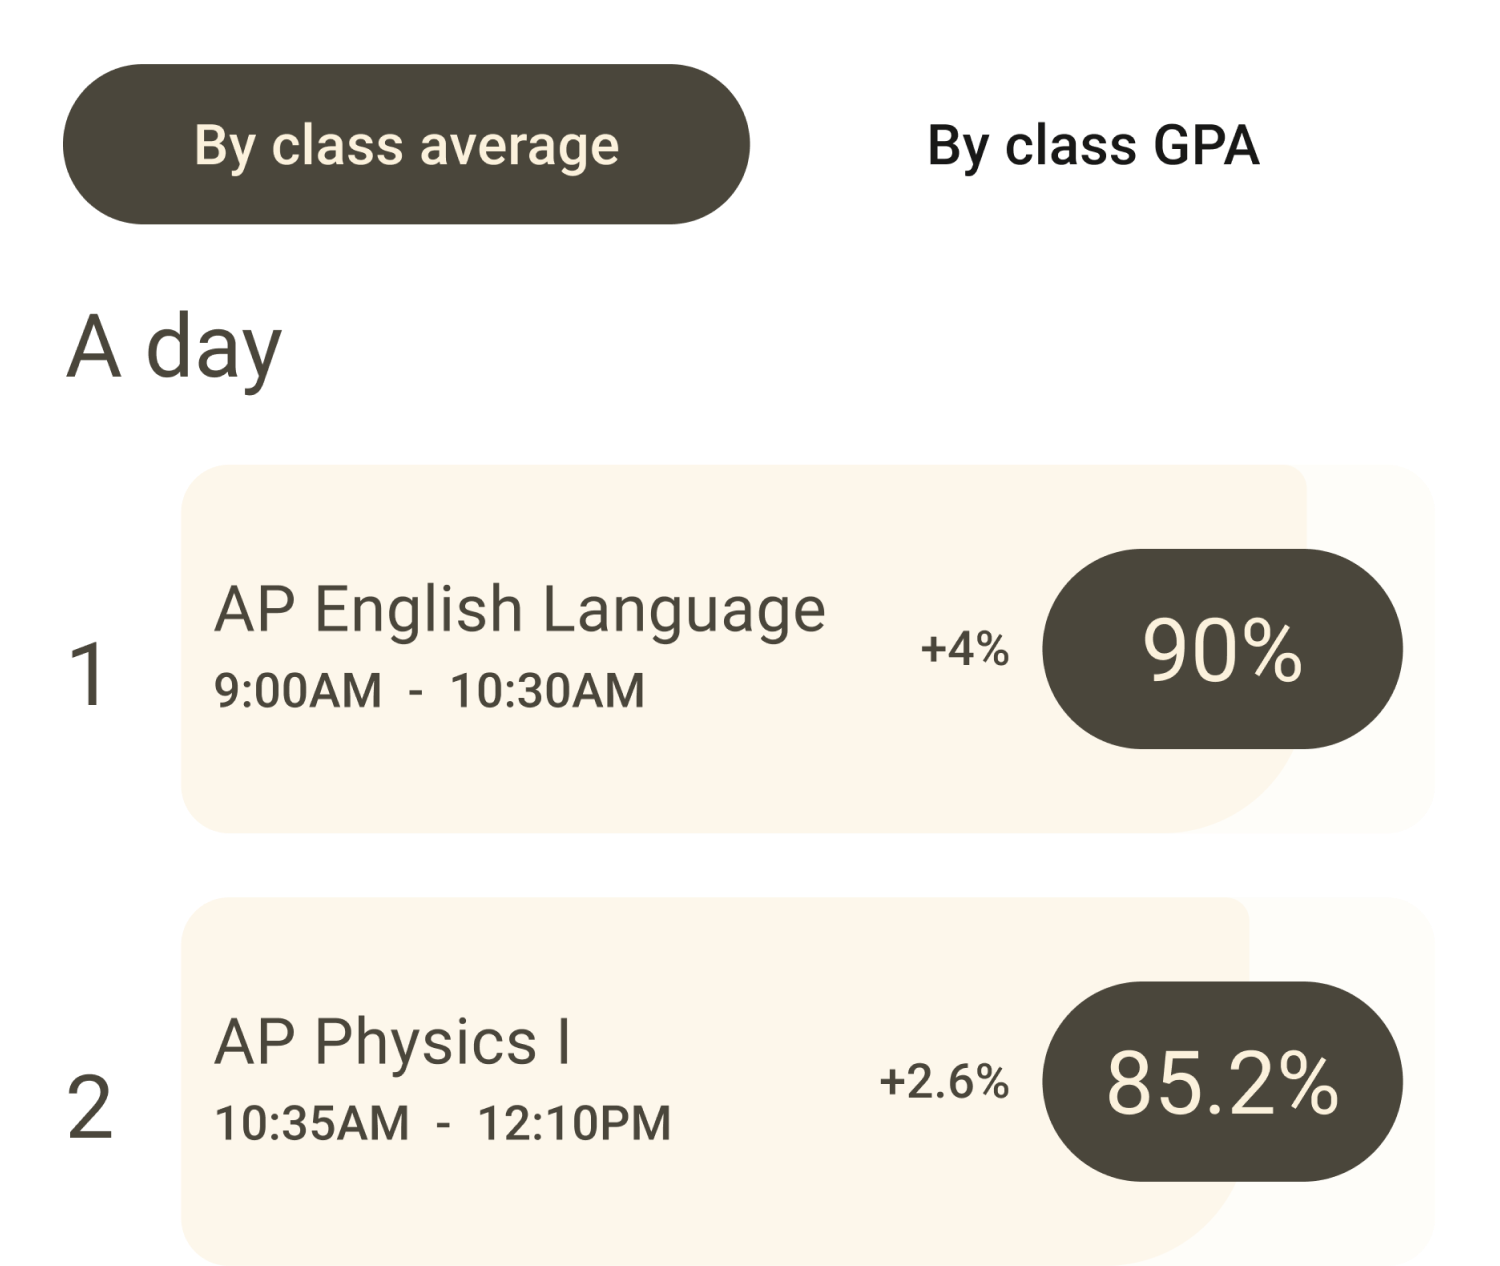 By class average
By class GPA
A day
1
AP English Language
9:00AM - 10:30AM
+4%
90%
2
AP Physics I
10:35AM - 12:10PM
+2.6%
85.2%